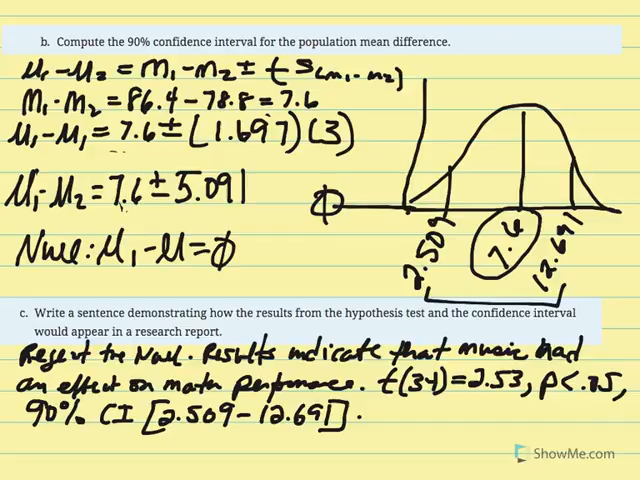 b. Compute the 90% confidence interval for the population mean difference.
μ₁-μ₂ = M₁-M₂ ± t S(M₁-M₂)
M₁-M₂ = 86.4-78.8 = 7.6
μ₁-μ₁ = 7.6 ± (1.697)(3)
μ₁-μ₂ = 7.6 ± 5.091
Null: μ₁-μ = ϕ
ϕ
2.509
7.6
12.691
c. Write a sentence demonstrating how the results from the hypothesis test and the confidence interval
would appear in a research report.
Reject the Null. Results indicate that music had
an effect on math performance. t(34) = 2.53, p<.05,
90% CI [2.509-12.691].
ShowMe.com